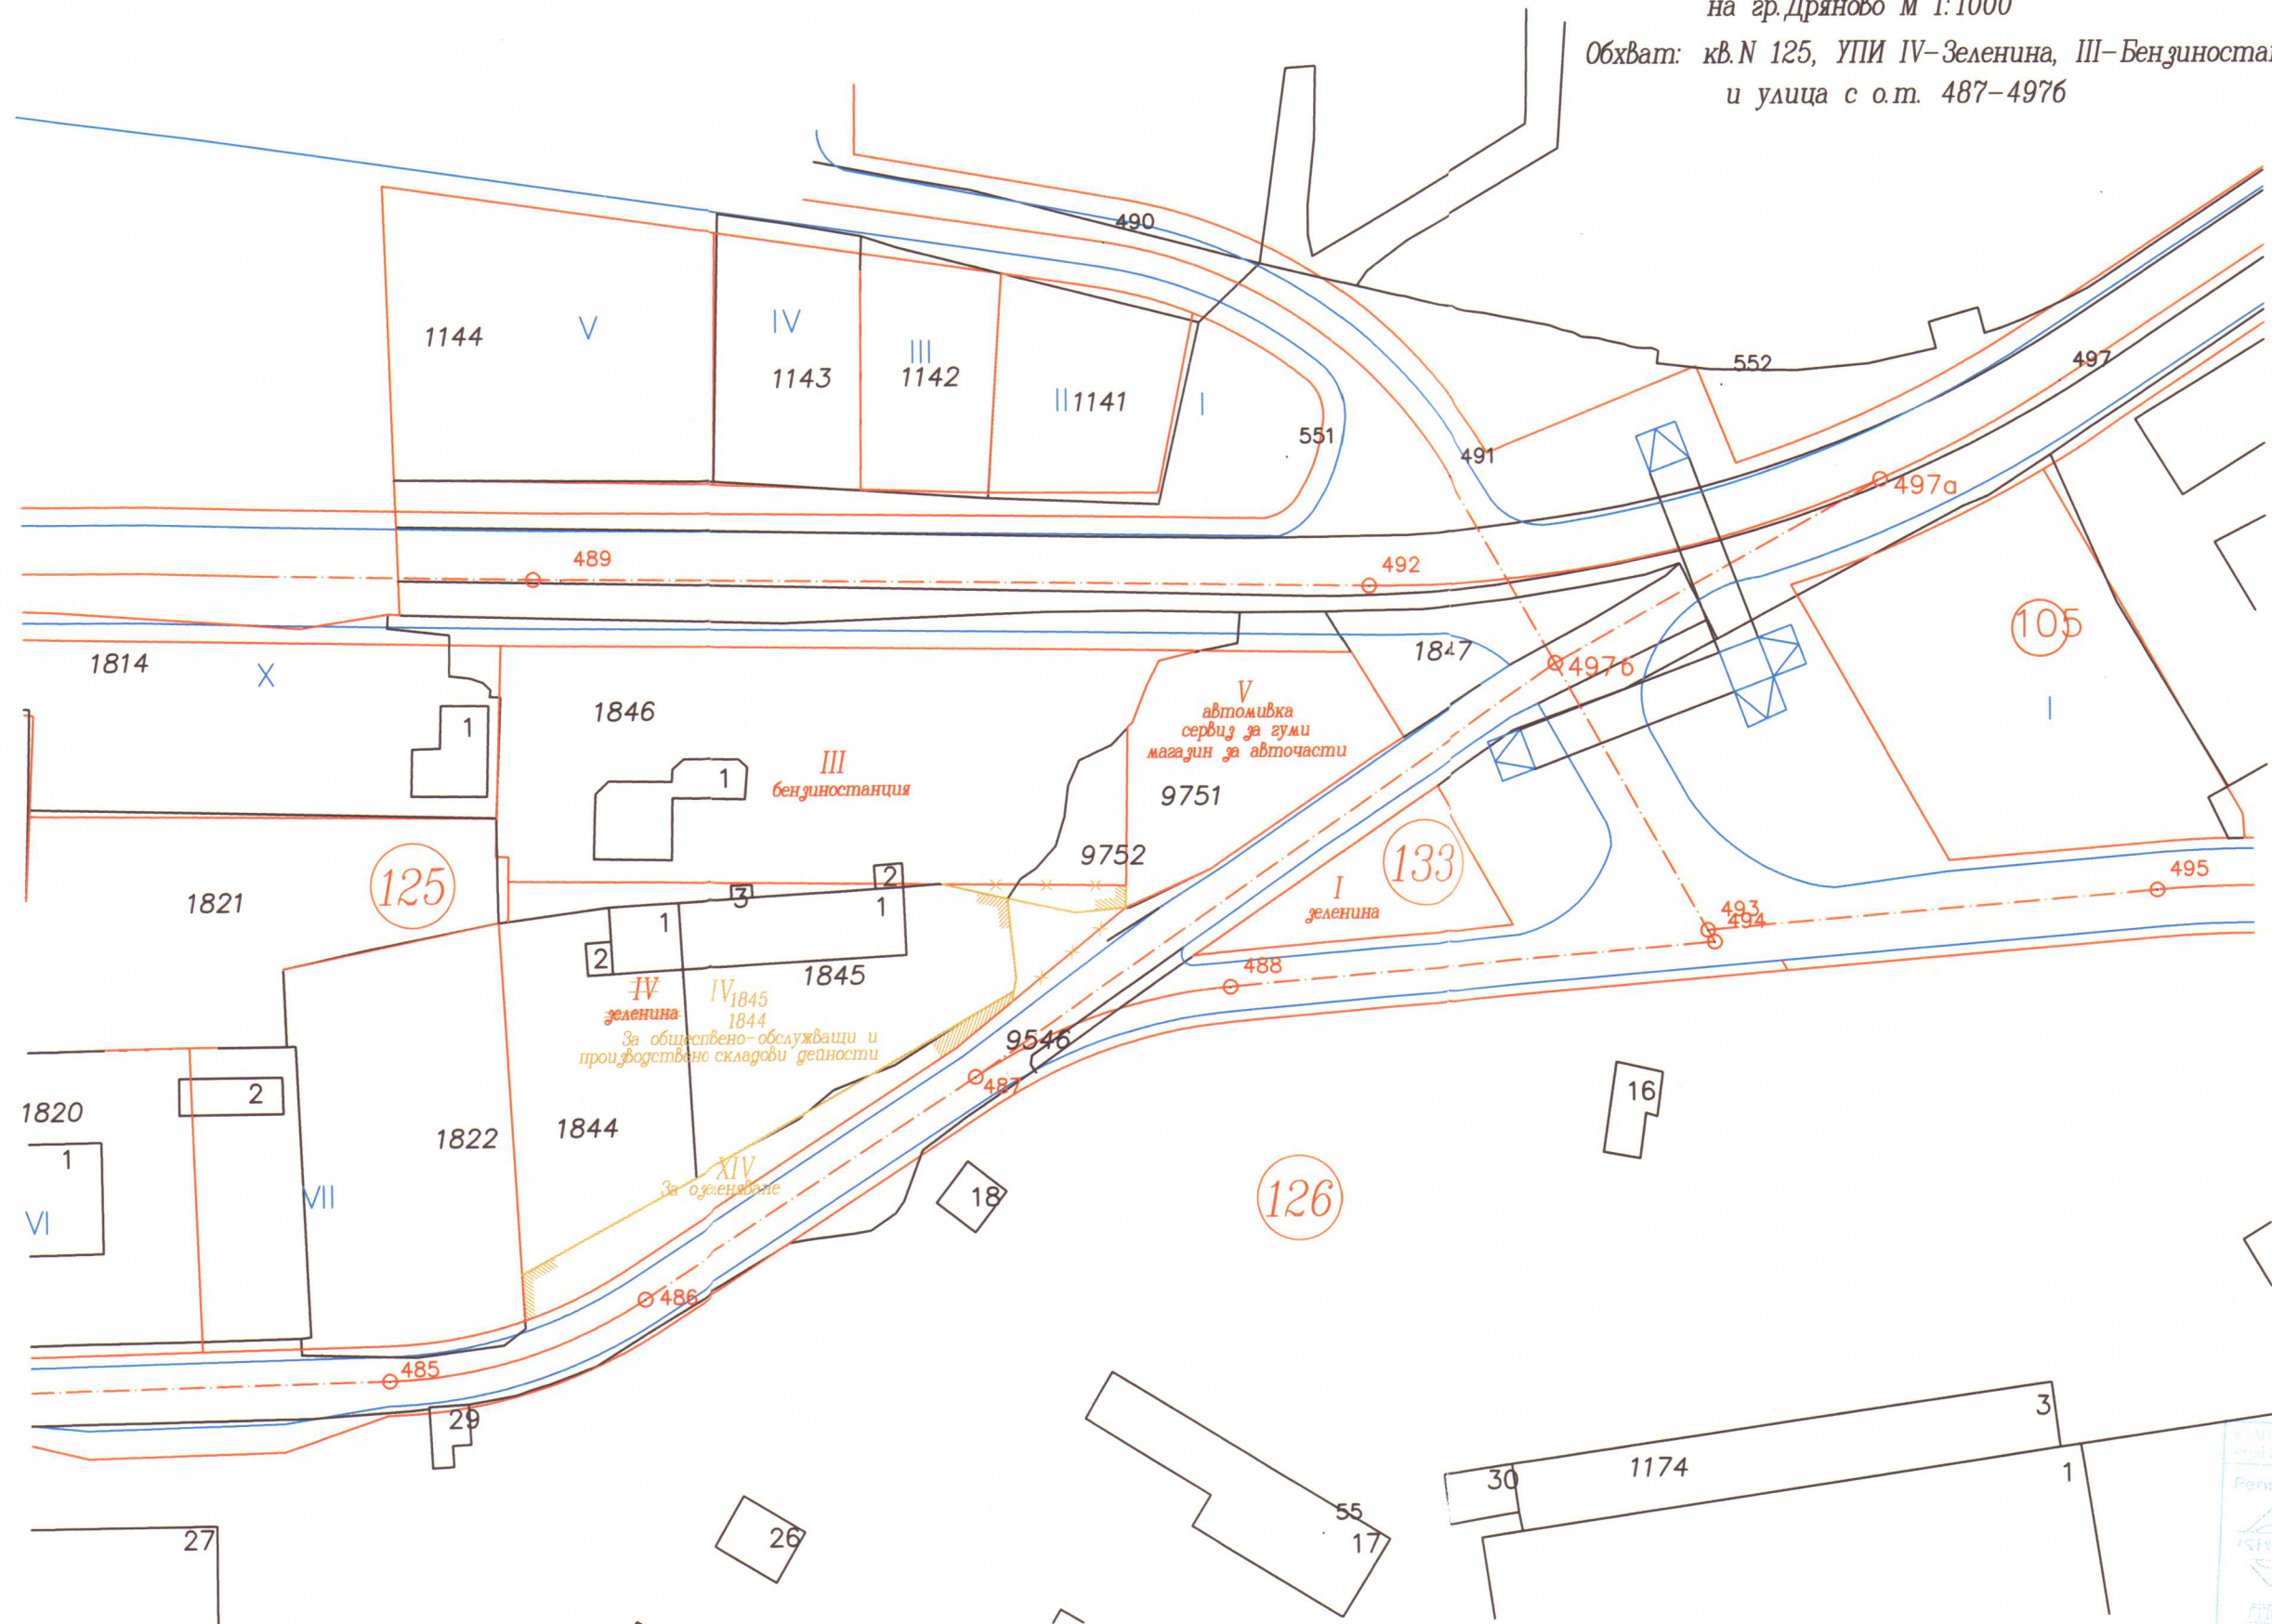 на гр.Дряново М 1:1000
Обхват: кв.N 125, УПИ IV-Зеленина, III-Бензиноста
и улица с о.т. 487-497б
490
1144
V
IV
1143
III
1142
II 1141
I
551
491
552
497
497а
489
492
105
I
1814
X
1
1846
1847
497б
V
автомивка
сервиз за гуми
магазин за авточасти
9751
III
бензиностанция
1
9752
133
I
зеленина
125
1821
2
3
1
1
2
1845
IV
зеленина
IV 1845
1844
За обществено-обслужващи и
производствено складови дейности
495
493
494
488
9546
487
1820
2
1822
1844
16
1
VI
VII
XIV
За озеленяване
18
126
486
485
29
3
1174
30
1
55
17
26
27